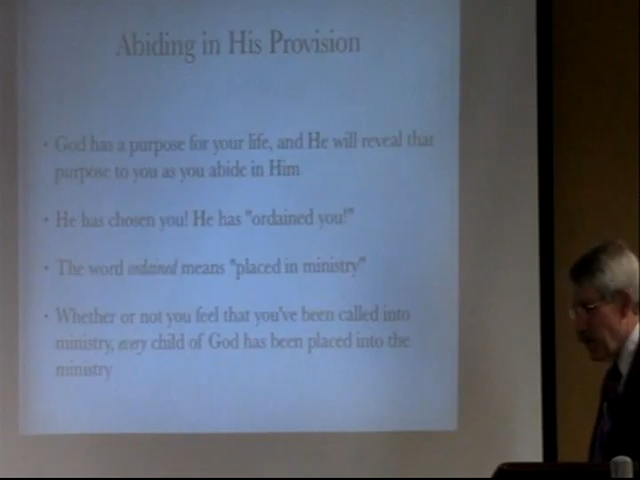 Abiding in His Provision
• God has a purpose for your life, and He will reveal that
purpose to you as you abide in Him
• He has chosen you! He has "ordained you!"
• The word ordained means "placed in ministry"
• Whether or not you feel that you've been called into
ministry, every child of God has been placed into the
ministry